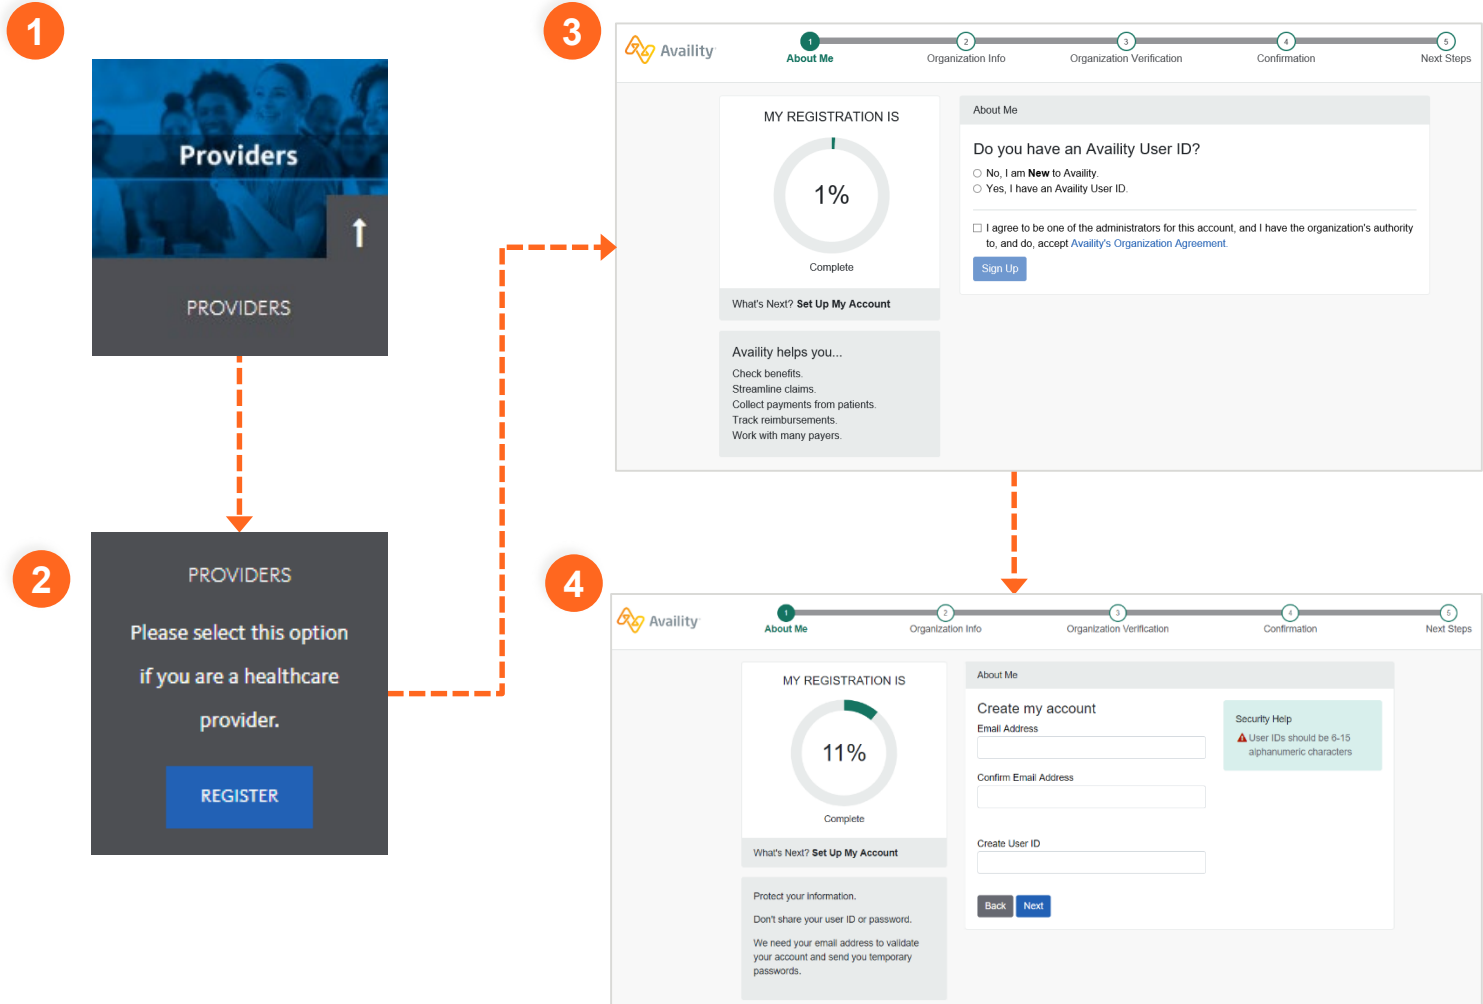 1
Providers
PROVIDERS
2
PROVIDERS
Please select this option
if you are a healthcare
provider.
REGISTER
3
Availity
1
About Me
2
Organization Info
3
Organization Verification
4
Confirmation
5
Next Steps
MY REGISTRATION IS
1%
Complete
What's Next? Set Up My Account
Availity helps you...
Check benefits.
Streamline claims.
Collect payments from patients.
Track reimbursements.
Work with many payers.
About Me
Do you have an Availity User ID?
No, I am New to Availity.
Yes, I have an Availity User ID.
I agree to be one of the administrators for this account, and I have the organization's authority
to, and do, accept Availity's Organization Agreement.
Sign Up
4
Availity
1
About Me
2
Organization Info
3
Organization Verification
4
Confirmation
5
Next Steps
MY REGISTRATION IS
11%
Complete
What's Next? Set Up My Account
Protect your information.
Don't share your user ID or password.
We need your email address to validate
your account and send you temporary
passwords.
About Me
Create my account
Email Address
Confirm Email Address
Create User ID
Back
Next
Security Help
User IDs should be 6-15
alphanumeric characters